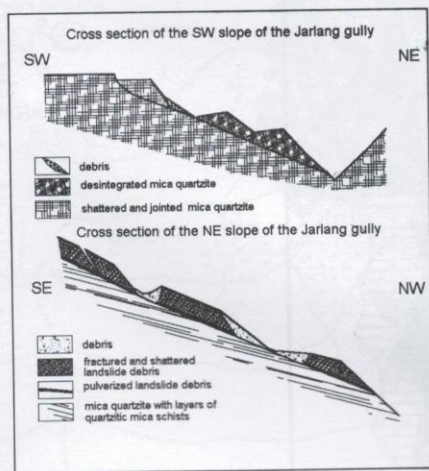 Cross section of the SW slope of the Jarlang gully
SW
NE
debris
desintegrated mica quartzite
shattered and jointed mica quartzite
Cross section of the NE slope of the Jarlang gully
SE
NW
debris
fractured and shattered
landslide debris
pulverized landslide debris
mica quartzite with layers of
quartzitic mica schists